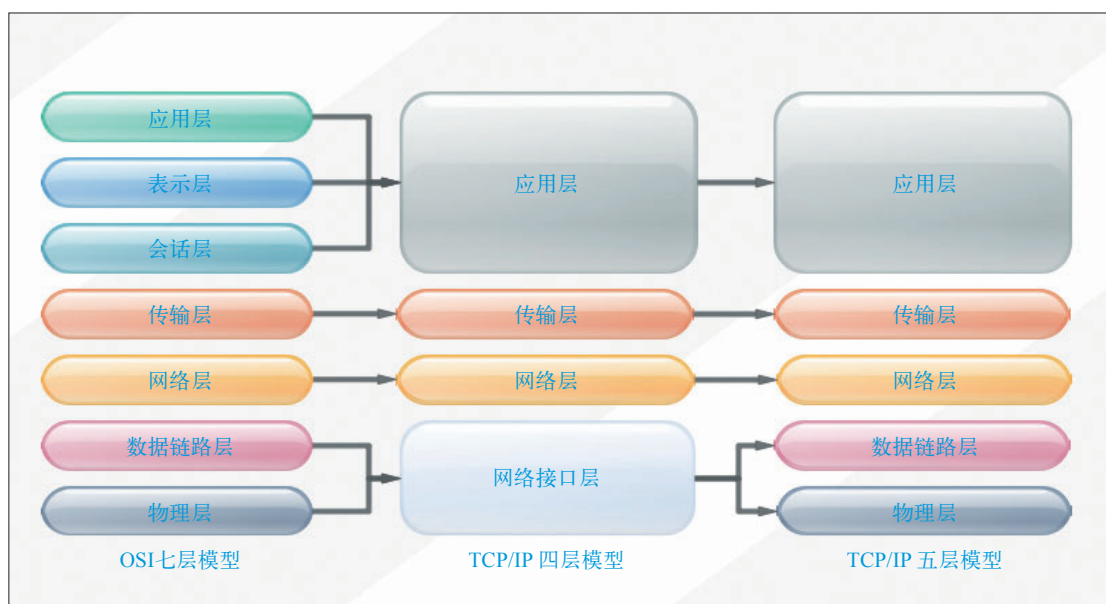 应用层
表示层
会话层
传输层
网络层
数据链路层
物理层
OSI七层模型
应用层
传输层
网络层
网络接口层
TCP/IP 四层模型
应用层
传输层
网络层
数据链路层
物理层
TCP/IP 五层模型